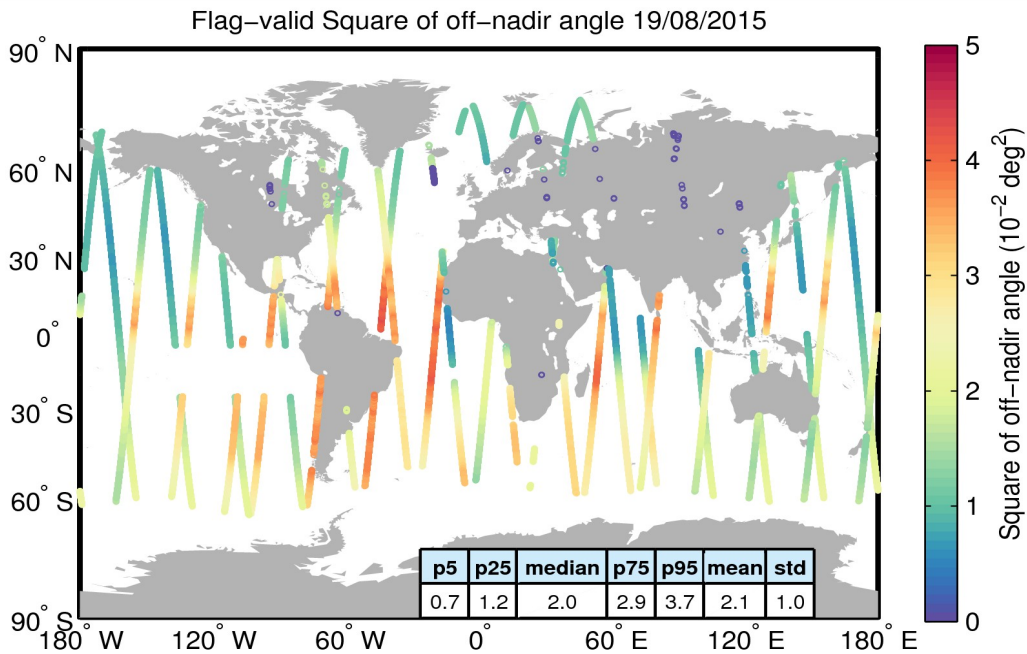 Flag−valid Square of off−nadir angle 19/08/2015
90° N
60° N
30° N
0°
30° S
60° S
90° S
180° W
120° W
60° W
0°
60° E
120° E
180° E
p5 p25 median p75 p95 mean std
0.7 1.2 2.0 2.9 3.7 2.1 1.0
5
4
3
2
1
0
Square of off−nadir angle (10⁻² deg²)